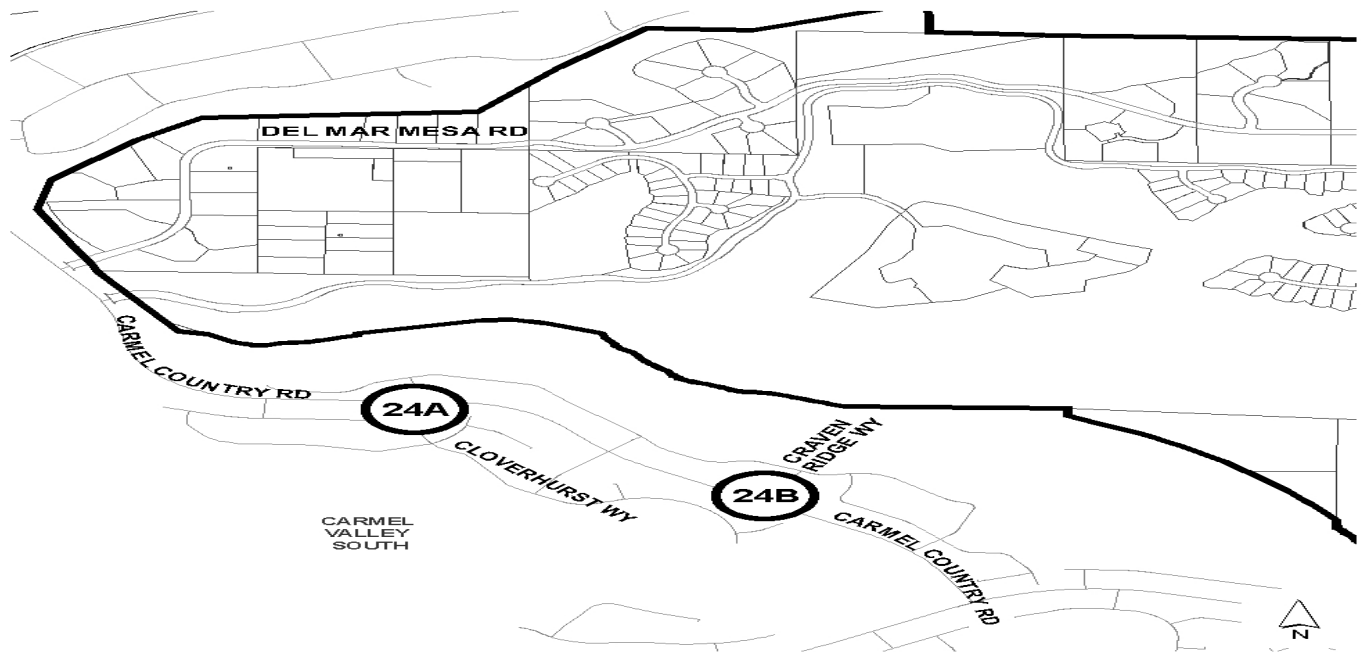 DEL MAR MESA RD
CARMEL COUNTRY RD
24A
CLOVERHURST WY
CRAVEN
RIDGE WY
24B
CARMEL COUNTRY RD
CARMEL
VALLEY
SOUTH
N